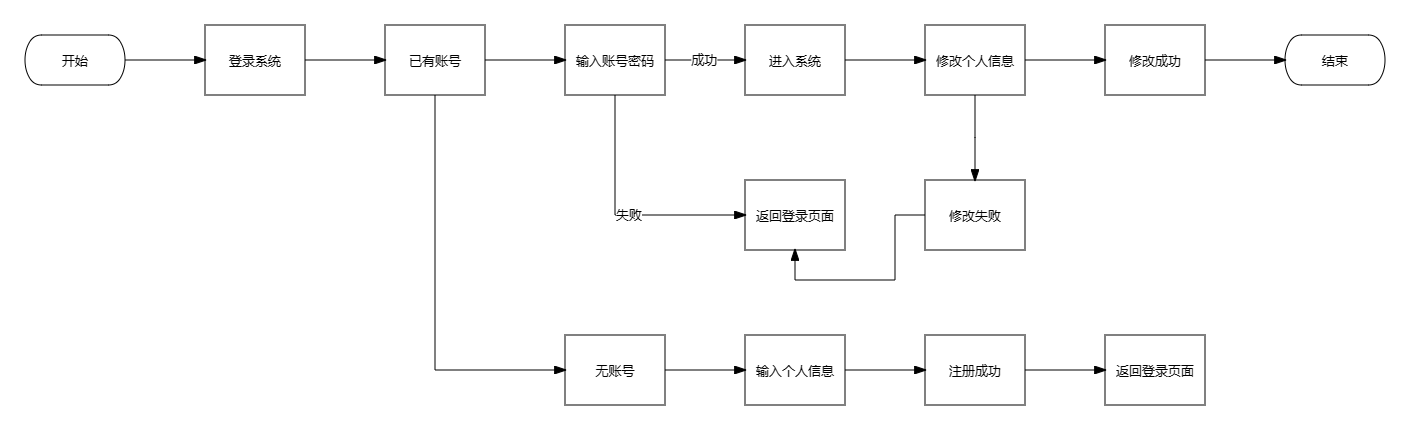 开始
登录系统
已有账号
输入账号密码
成功
进入系统
修改个人信息
修改成功
结束
失败
返回登录页面
修改失败
无账号
输入个人信息
注册成功
返回登录页面